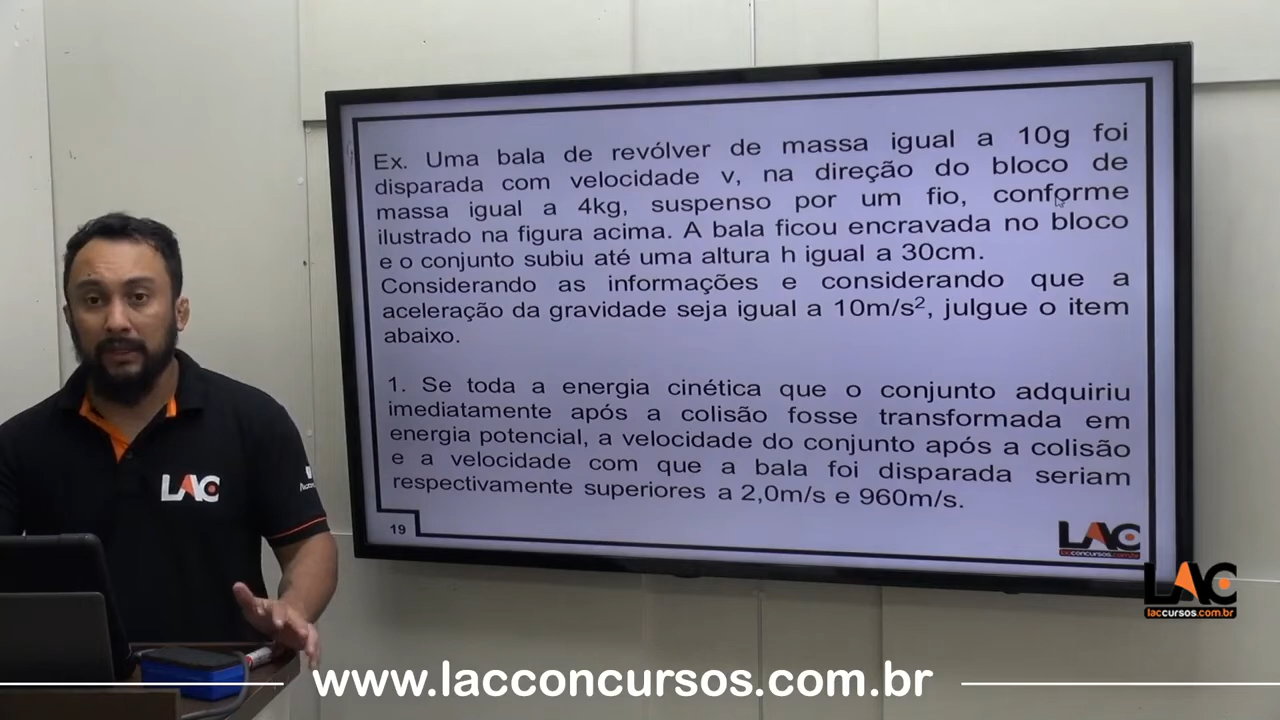 Ex. Uma bala de revólver de massa igual a 10g foi
disparada com velocidade v, na direção do bloco de
massa igual a 4kg, suspenso por um fio, conforme
ilustrado na figura acima. A bala ficou encravada no bloco
e o conjunto subiu até uma altura h igual a 30cm.
Considerando as informações e considerando que a
aceleração da gravidade seja igual a 10m/s², julgue o item
abaixo.
1. Se toda a energia cinética que o conjunto adquiriu
imediatamente após a colisão fosse transformada em
energia potencial, a velocidade do conjunto após a colisão
e a velocidade com que a bala foi disparada seriam
respectivamente superiores a 2,0m/s e 960m/s.
19
LAC
lacconcursos.com.br
LAC
laccursos.com.br
LAC
www.lacconcursos.com.br